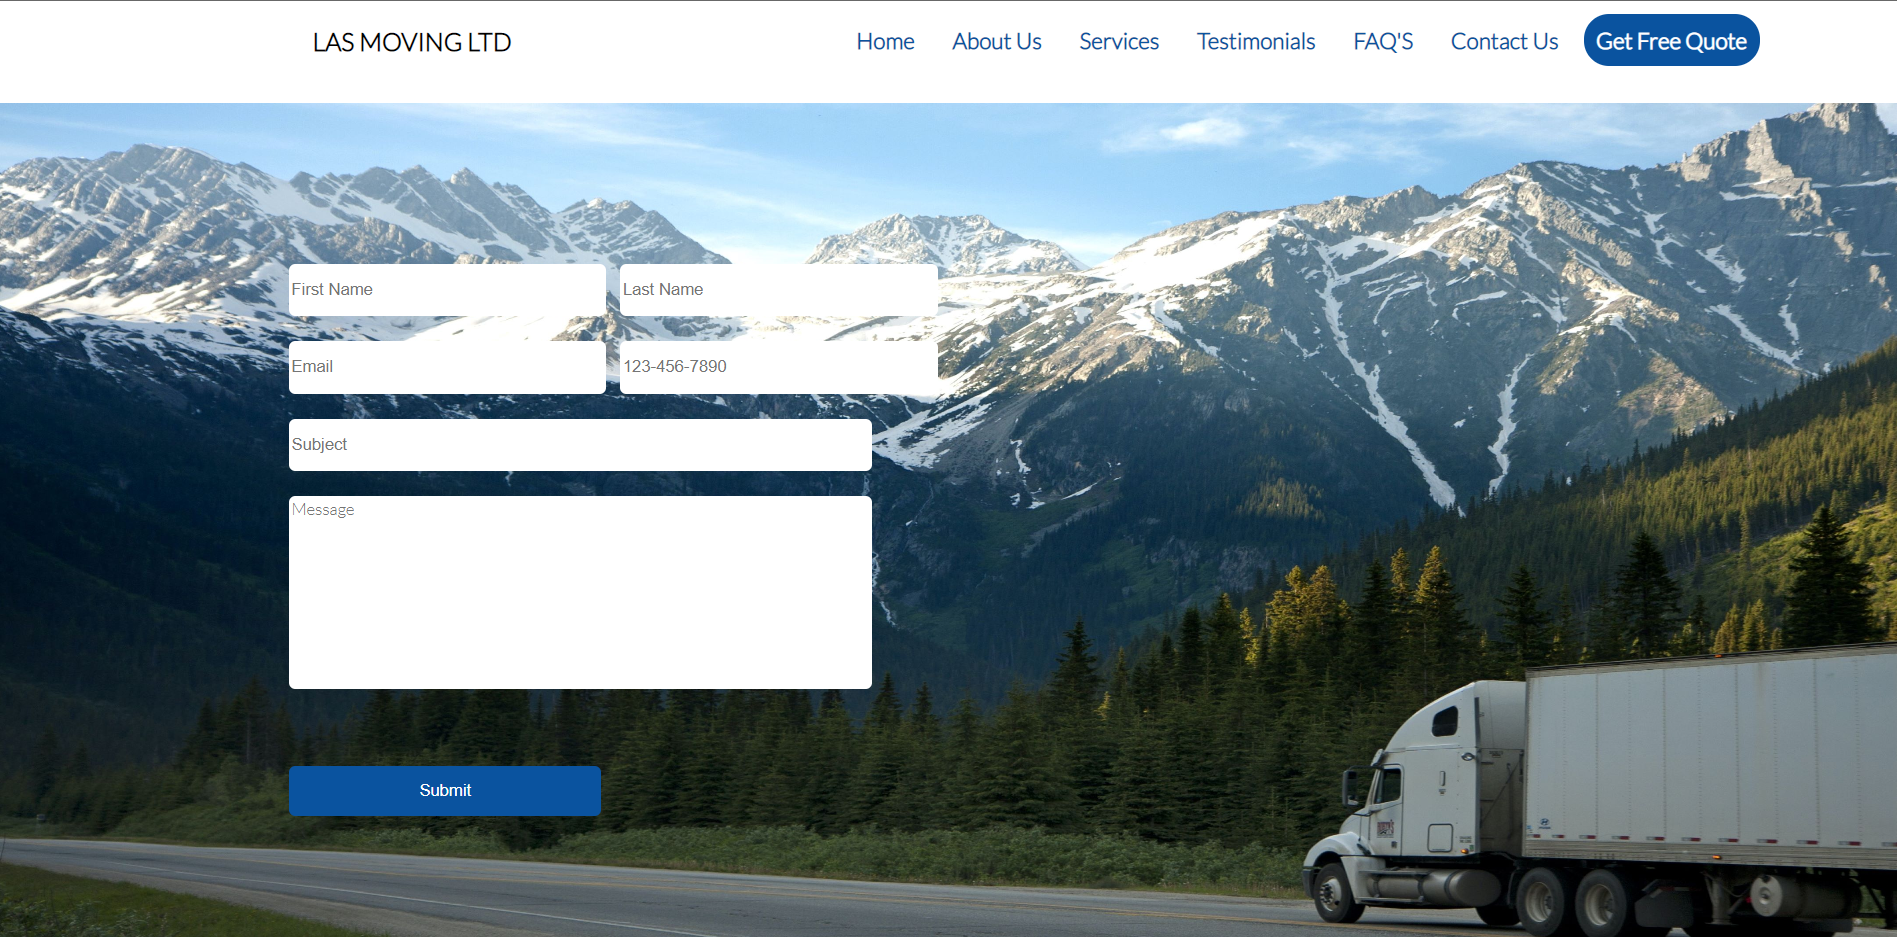 LAS MOVING LTD
Home About Us Services Testimonials FAQ'S Contact Us Get Free Quote
First Name Last Name
Email 123-456-7890
Subject
Message
Submit